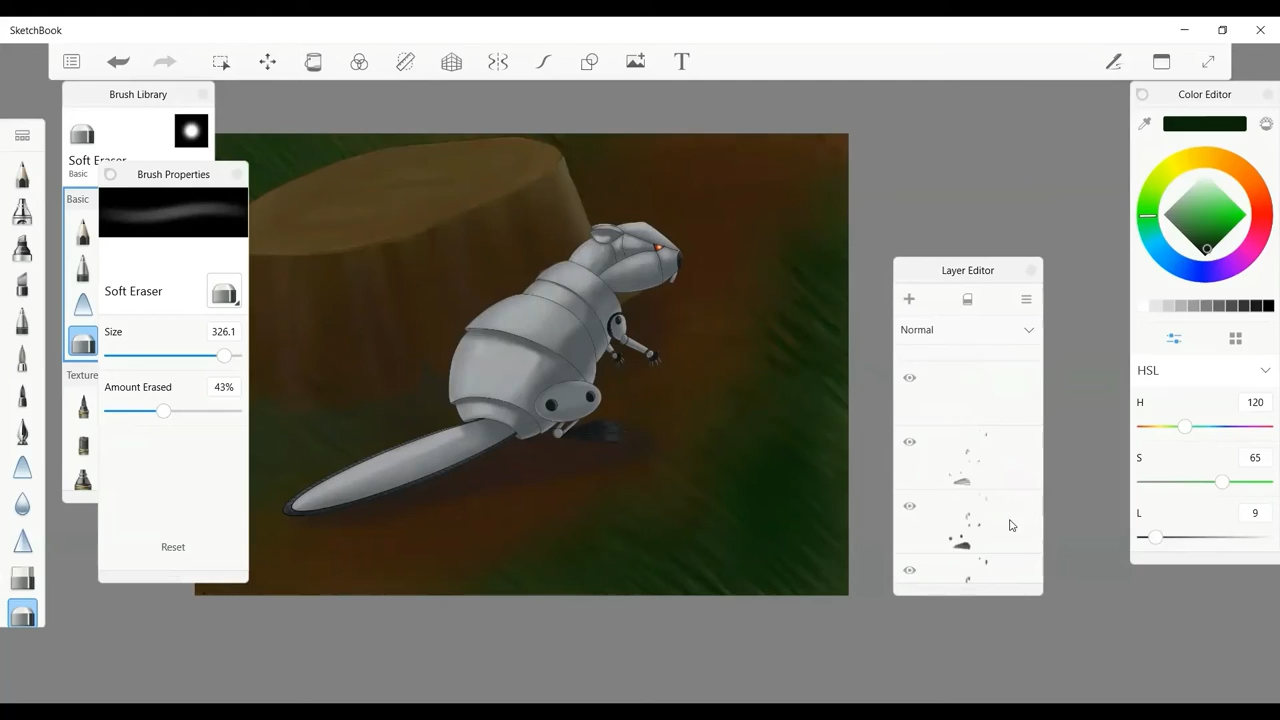 SketchBook
T
Brush Library
Soft Eraser
Basic
Brush Properties
Basic
Soft Eraser
Size 326.1
Texture
Amount Erased 43%
Reset
Layer Editor
Normal
Color Editor
HSL
H 120
S 65
L 9